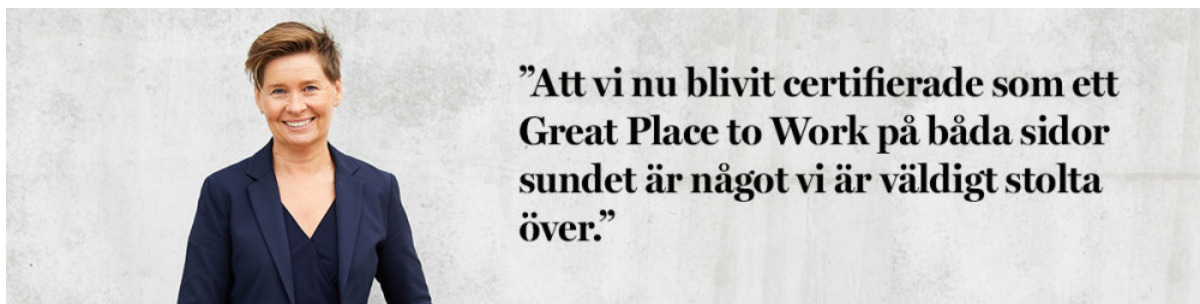 ”Att vi nu blivit certifierade som ett
Great Place to Work på båda sidor
sundet är något vi är väldigt stolta
över.”